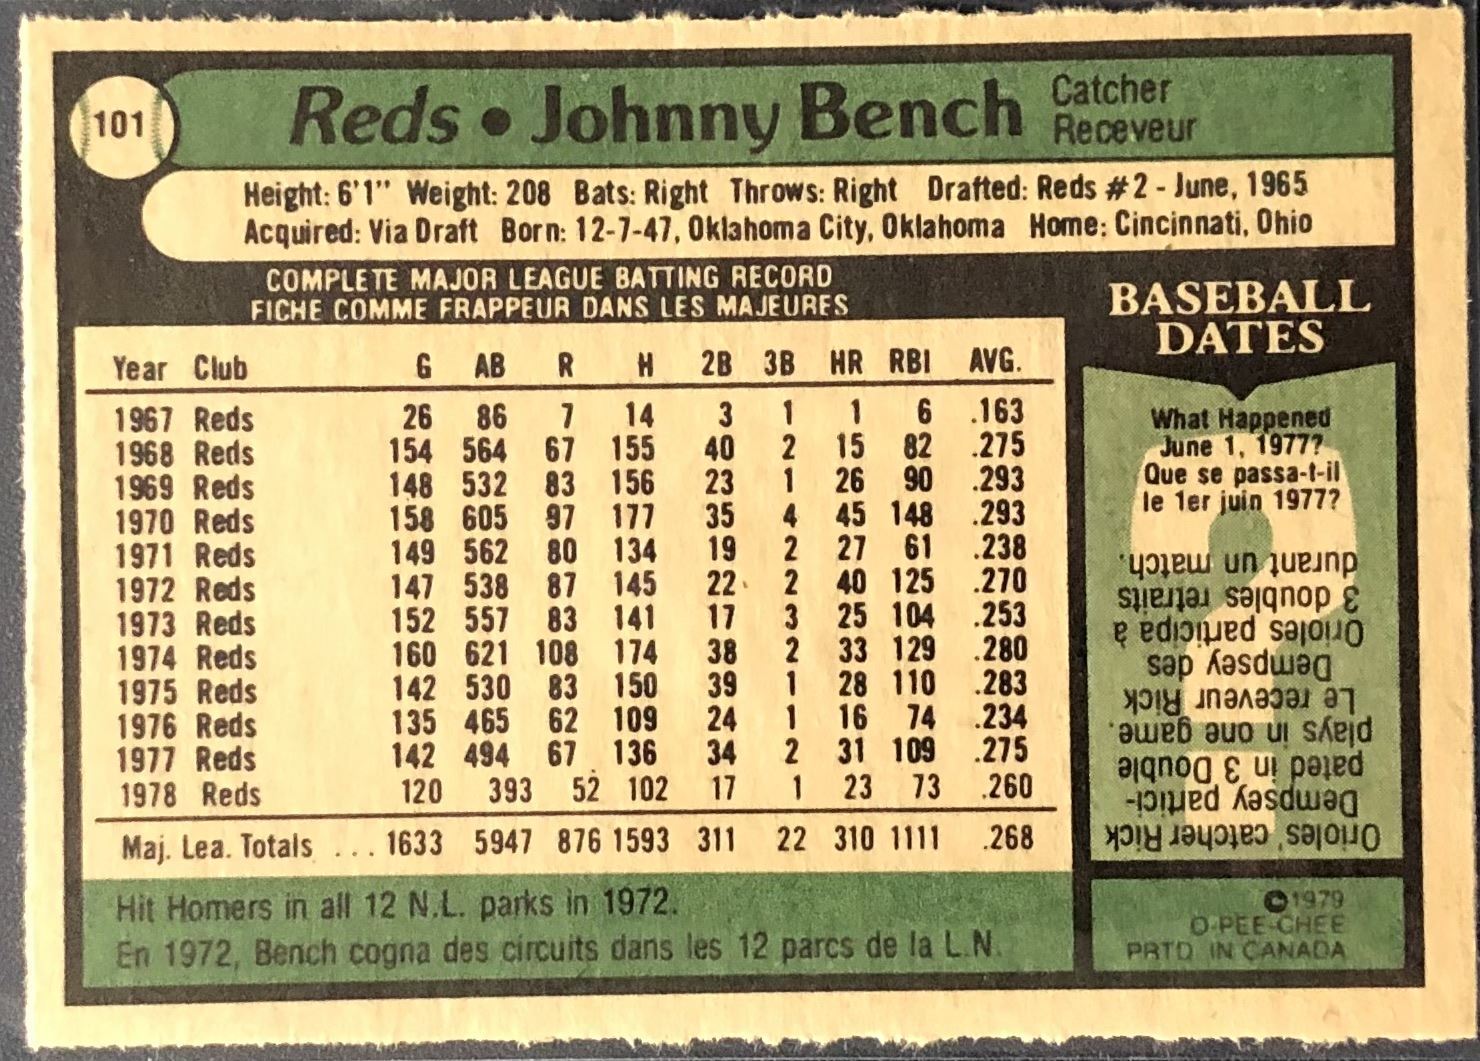 101
Reds • Johnny Bench
Catcher
Receveur
Height: 6'1" Weight: 208 Bats: Right Throws: Right Drafted: Reds #2 - June, 1965
Acquired: Via Draft Born: 12-7-47, Oklahoma City, Oklahoma Home: Cincinnati, Ohio
COMPLETE MAJOR LEAGUE BATTING RECORD
FICHE COMME FRAPPEUR DANS LES MAJEURES
Year Club G AB R H 2B 3B HR RBI AVG.
1967 Reds 26 86 7 14 3 1 1 6 .163
1968 Reds 154 564 67 155 40 2 15 82 .275
1969 Reds 148 532 83 156 23 1 26 90 .293
1970 Reds 158 605 97 177 35 4 45 148 .293
1971 Reds 149 562 80 134 19 2 27 61 .238
1972 Reds 147 538 87 145 22 2 40 125 .270
1973 Reds 152 557 83 141 17 3 25 104 .253
1974 Reds 160 621 108 174 38 2 33 129 .280
1975 Reds 142 530 83 150 39 1 28 110 .283
1976 Reds 135 465 62 109 24 1 16 74 .234
1977 Reds 142 494 67 136 34 2 31 109 .275
1978 Reds 120 393 52 102 17 1 23 73 .260
Maj. Lea. Totals ... 1633 5947 876 1593 311 22 310 1111 .268
Hit Homers in all 12 N.L. parks in 1972.
En 1972, Bench cogna des circuits dans les 12 parcs de la L.N.
BASEBALL
DATES
What Happened
June 1, 1977?
Que se passa-t-il
le 1er juin 1977?
Orioles, catcher Rick
Dempsey partici-
pated in 3 Double
plays in one game.
Le receveur Rick
Dempsey des
Orioles participa à
3 doubles retraits
durant un match.
©1979
O-PEE-CHEE
PRTD IN CANADA